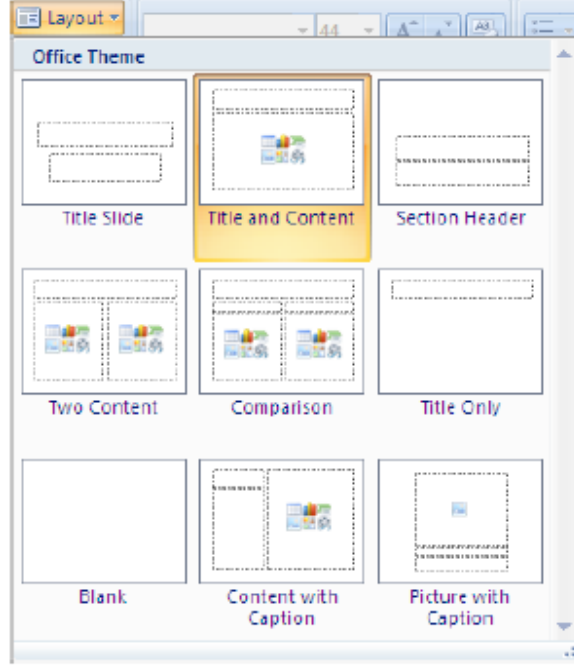 Layout
44
Office Theme
Title Slide
Title and Content
Section Header
Two Content
Comparison
Title Only
Blank
Content with
Caption
Picture with
Caption